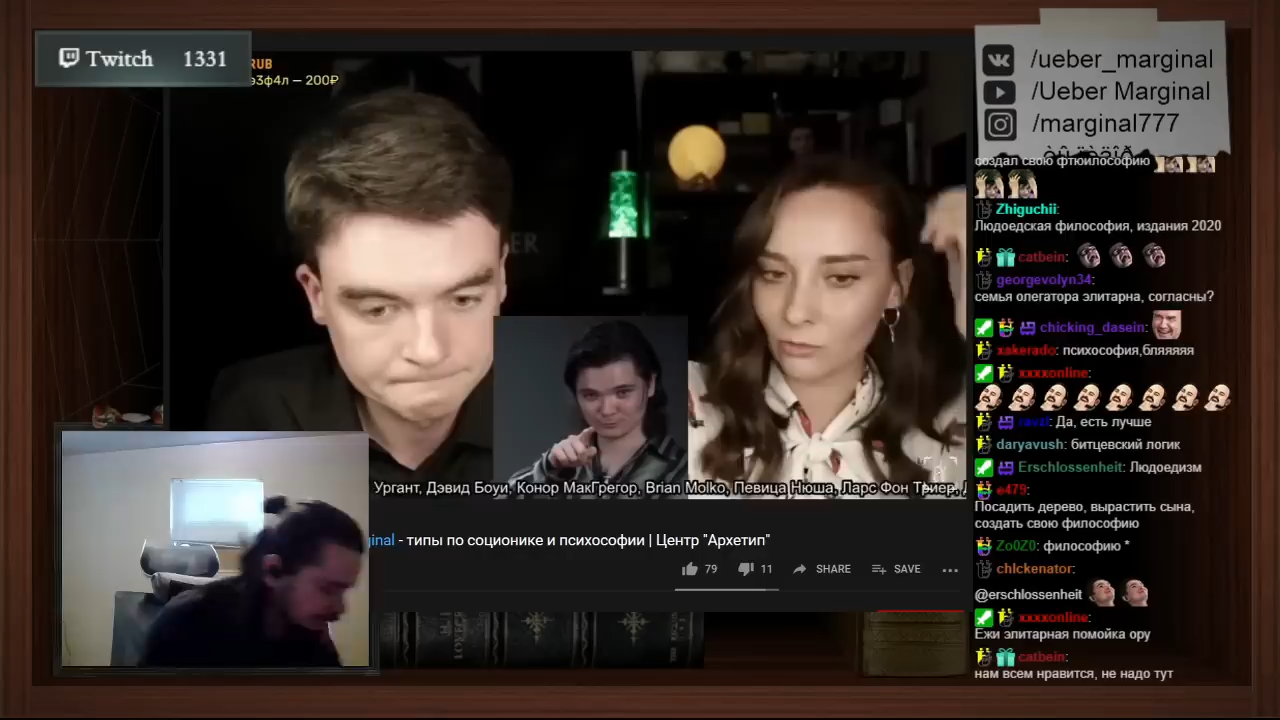 Twitch 1331
RUB
э3ф4л — 200₽
/ueber_marginal
/Ueber Marginal
/marginal777
создал свою фтюилософию
Zhiguchii:
Людоедская философия, издания 2020
catbein:
georgevolyn34:
семья олегатора элитарна, согласны?
chicking_dasein:
xakerado: психософия,бляяяяя
xxxxonline:
Да, есть лучше
daryavush: битцевский логик
Erschlossenheit: Людоедизм
e479:
Посадить дерево, вырастить сына,
создать свою философию
Zo0Z0: философию *
chlckenator:
@erschlossenheit
xxxxonline:
Ежи элитарная помойка ору
catbein:
нам всем нравится, не надо тут
Ургант, Дэвид Боуи, Конор МакГрегор, Brian Molko, Певица Нюша, Ларс Фон Триер,
ginal - типы по соционике и психософии | Центр "Архетип"
79 11 SHARE SAVE